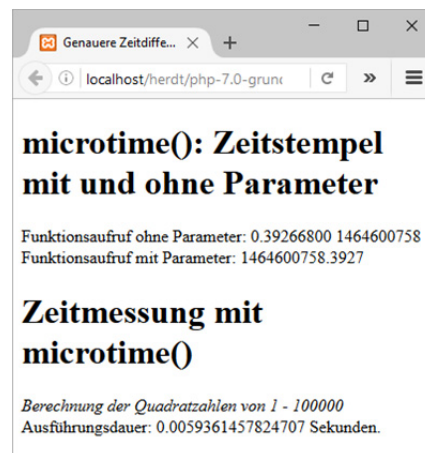 Genauere Zeitdiffe...
localhost/herdt/php-7.0-grund
microtime(): Zeitstempel
mit und ohne Parameter
Funktionsaufruf ohne Parameter: 0.39266800 1464600758
Funktionsaufruf mit Parameter: 1464600758.3927
Zeitmessung mit
microtime()
Berechnung der Quadratzahlen von 1 - 100000
Ausführungsdauer: 0.0059361457824707 Sekunden.